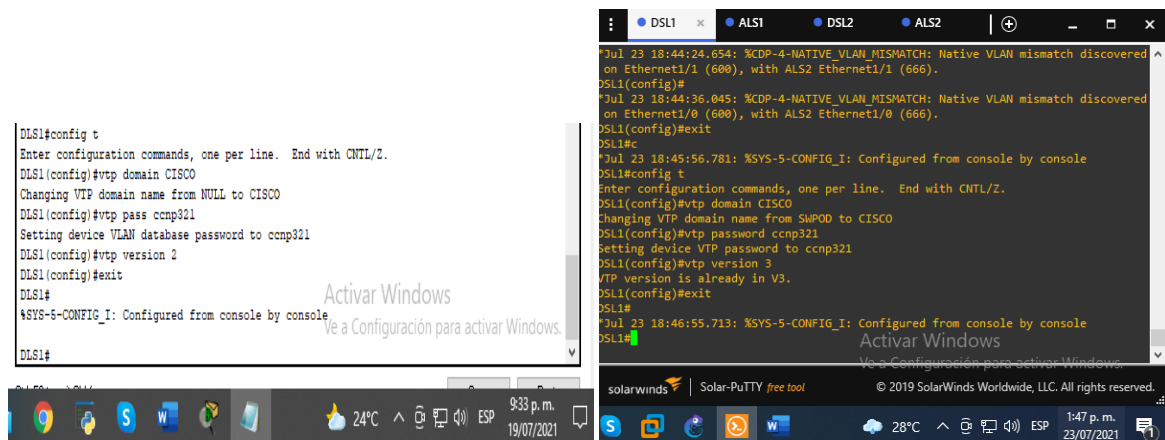 DLS1#config t
Enter configuration commands, one per line.  End with CNTL/Z.
DLS1(config)#vtp domain CISCO
Changing VTP domain name from NULL to CISCO
DLS1(config)#vtp pass ccnp321
Setting device VLAN database password to ccnp321
DLS1(config)#vtp version 2
DLS1(config)#exit
DLS1#
%SYS-5-CONFIG_I: Configured from console by console
DLS1#
Activar Windows
Ve a Configuración para activar Windows.
24°C
ESP
9:33 p. m.
19/07/2021
DSL1
ALS1
DSL2
ALS2
*Jul 23 18:44:24.654: %CDP-4-NATIVE_VLAN_MISMATCH: Native VLAN mismatch discovered
on Ethernet1/1 (600), with ALS2 Ethernet1/1 (666).
DSL1(config)#
*Jul 23 18:44:36.045: %CDP-4-NATIVE_VLAN_MISMATCH: Native VLAN mismatch discovered
on Ethernet1/0 (600), with ALS2 Ethernet1/0 (666).
DSL1(config)#exit
DSL1#c
*Jul 23 18:45:56.781: %SYS-5-CONFIG_I: Configured from console by console
DSL1#config t
Enter configuration commands, one per line.  End with CNTL/Z.
DSL1(config)#vtp domain CISCO
Changing VTP domain name from SWPOD to CISCO
DSL1(config)#vtp password ccnp321
Setting device VTP password to ccnp321
DSL1(config)#vtp version 3
VTP version is already in V3.
DSL1(config)#exit
DSL1#
*Jul 23 18:46:55.713: %SYS-5-CONFIG_I: Configured from console by console
DSL1#
Activar Windows
Ve a Configuración para activar Windows.
solarwinds
Solar-PuTTY free tool
© 2019 SolarWinds Worldwide, LLC. All rights reserved.
28°C
ESP
1:47 p. m.
23/07/2021